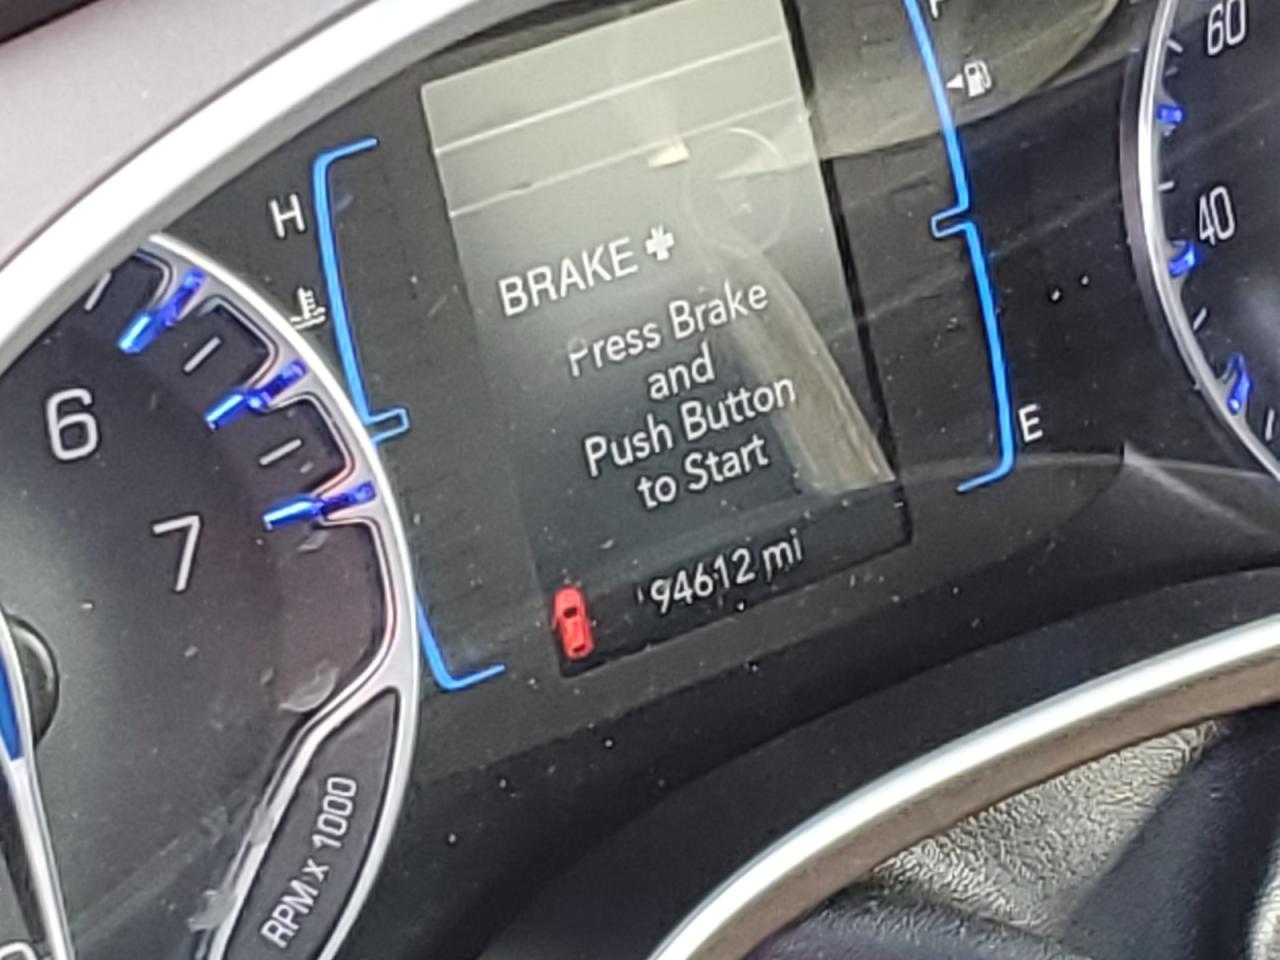 60
H
40
BRAKE +
Press Brake
and
Push Button
to Start
E
6
7
94612 mi
RPM x 1000